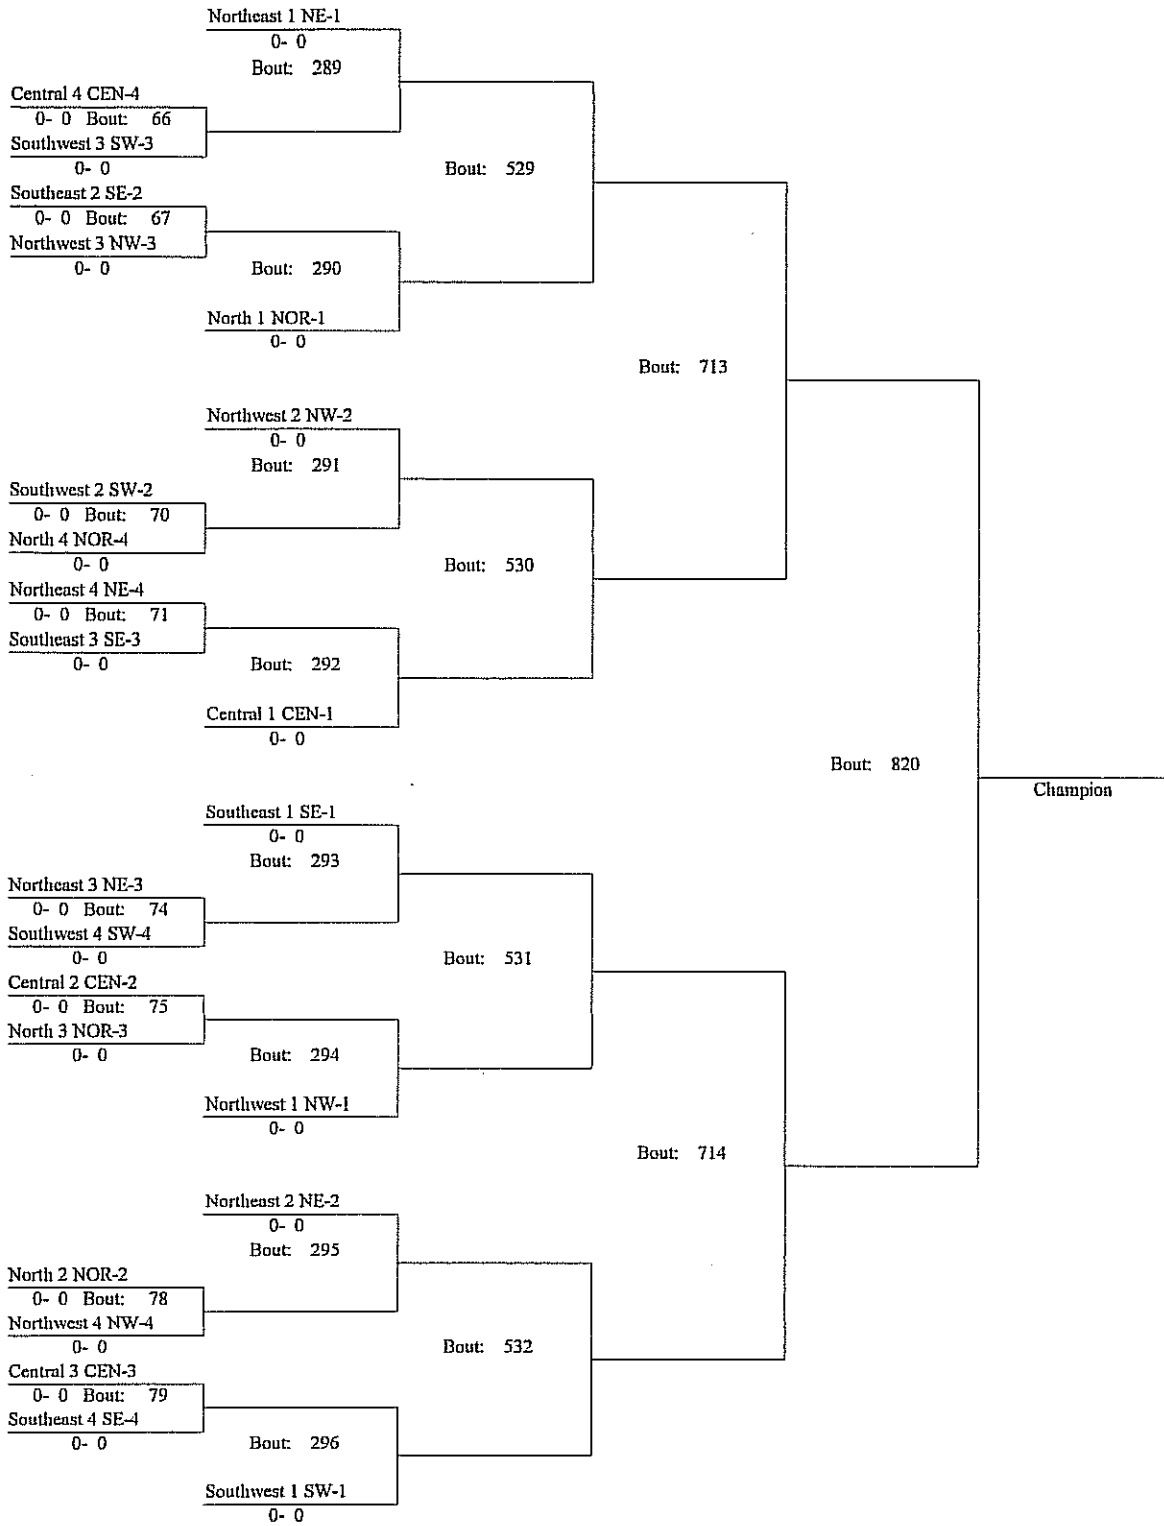 Northeast 1 NE-1
0- 0
Bout: 289
Central 4 CEN-4
0- 0 Bout: 66
Southwest 3 SW-3
0- 0
Bout: 529
Southeast 2 SE-2
0- 0 Bout: 67
Northwest 3 NW-3
0- 0
Bout: 290
North 1 NOR-1
0- 0
Bout: 713
Northwest 2 NW-2
0- 0
Bout: 291
Southwest 2 SW-2
0- 0 Bout: 70
North 4 NOR-4
0- 0
Bout: 530
Northeast 4 NE-4
0- 0 Bout: 71
Southeast 3 SE-3
0- 0
Bout: 292
Central 1 CEN-1
0- 0
Bout: 820
Champion
Southeast 1 SE-1
0- 0
Bout: 293
Northeast 3 NE-3
0- 0 Bout: 74
Southwest 4 SW-4
0- 0
Bout: 531
Central 2 CEN-2
0- 0 Bout: 75
North 3 NOR-3
0- 0
Bout: 294
Northwest 1 NW-1
0- 0
Bout: 714
Northeast 2 NE-2
0- 0
Bout: 295
North 2 NOR-2
0- 0 Bout: 78
Northwest 4 NW-4
0- 0
Bout: 532
Central 3 CEN-3
0- 0 Bout: 79
Southeast 4 SE-4
0- 0
Bout: 296
Southwest 1 SW-1
0- 0